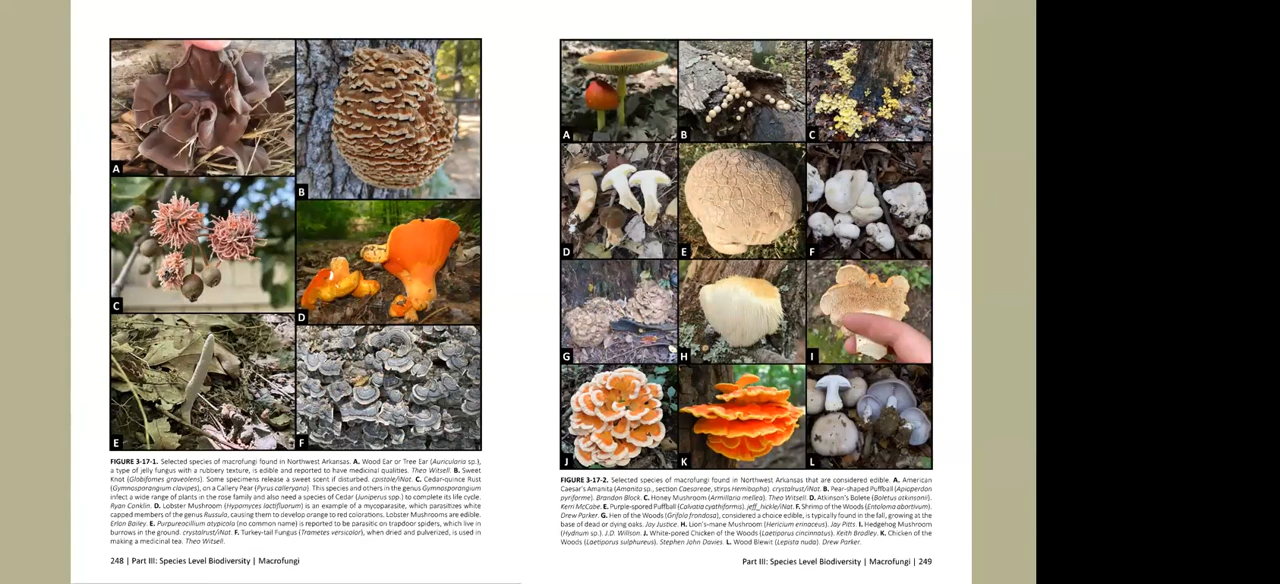 A
B
C
D
E
F
FIGURE 3-17-1. Selected species of macrofungi found in Northwest Arkansas. A. Wood Ear or Tree Ear (Auricularia sp.),
a type of jelly fungus with a rubbery texture, is edible and reported to have medicinal qualities. Theo Witsell. B. Sweet
Knot (Globifomes graveolens). Some specimens release a sweet scent if disturbed. cpistole/iNat. C. Cedar-quince Rust
(Gymnosporangium clavipes), on a Callery Pear (Pyrus calleryana). This species and others in the genus Gymnosporangium
infect a wide range of plants in the rose family and also need a species of Cedar (Juniperus sp.) to complete its life cycle.
Ryan Conklin. D. Lobster Mushroom (Hypomyces lactifluorum) is an example of a mycoparasite, which parasitizes white
capped members of the genus Russula, causing them to develop orange to red colorations. Lobster Mushrooms are edible.
Erlon Bailey. E. Purpureocillium atypicola (no common name) is reported to be parasitic on trapdoor spiders, which live in
burrows in the ground. crystalrust/iNat. F. Turkey-tail Fungus (Trametes versicolor), when dried and pulverized, is used in
making a medicinal tea. Theo Witsell.
248 | Part III: Species Level Biodiversity | Macrofungi
A
B
C
D
E
F
G
H
I
J
K
L
FIGURE 3-17-2. Selected species of macrofungi found in Northwest Arkansas that are considered edible. A. American
Caesar's Amanita (Amanita sp., section Caesareae, stirps Hemibapha). crystalrust/iNat. B. Pear-shaped Puffball (Apioperdon
pyriforme). Brandon Block. C. Honey Mushroom (Armillaria mellea). Theo Witsell. D. Atkinson's Bolete (Boletus atkinsonii).
Kerri McCabe. E. Purple-spored Puffball (Calvatia cyathiformis). jeff_hickle/iNat. F. Shrimp of the Woods (Entoloma abortivum).
Drew Parker. G. Hen of the Woods (Grifola frondosa), considered a choice edible, is typically found in the fall, growing at the
base of dead or dying oaks. Jay Justice. H. Lion's-mane Mushroom (Hericium erinaceus). Jay Pitts. I. Hedgehog Mushroom
(Hydnum sp.). J.D. Willson. J. White-pored Chicken of the Woods (Laetiporus cincinnatus). Keith Bradley. K. Chicken of the
Woods (Laetiporus sulphureus). Stephen John Davies. L. Wood Blewit (Lepista nuda). Drew Parker.
Part III: Species Level Biodiversity | Macrofungi | 249